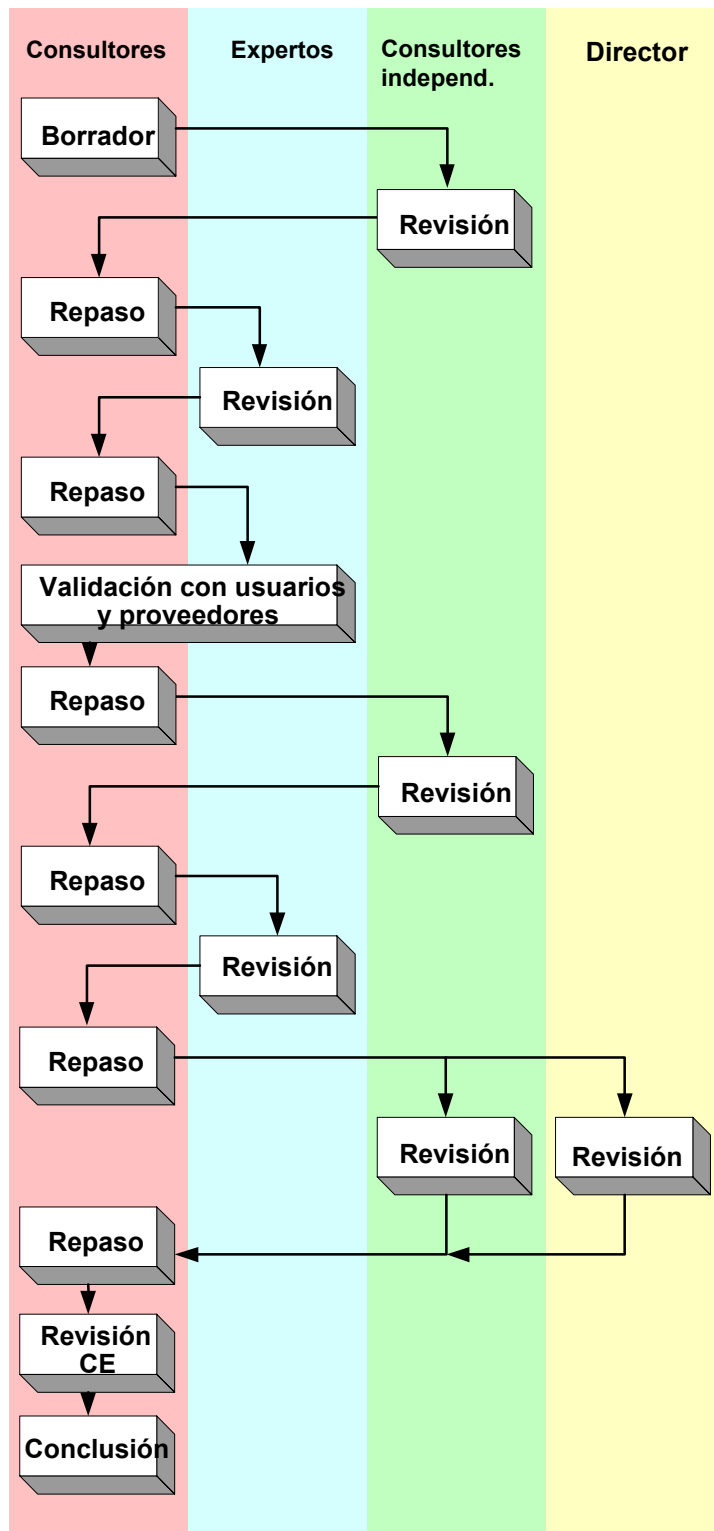 Consultores
Expertos
Consultores
independ.
Director
Borrador
Revisión
Repaso
Revisión
Repaso
Validación con usuarios
y proveedores
Repaso
Revisión
Repaso
Revisión
Repaso
Revisión
Revisión
Repaso
Revisión
CE
Conclusión